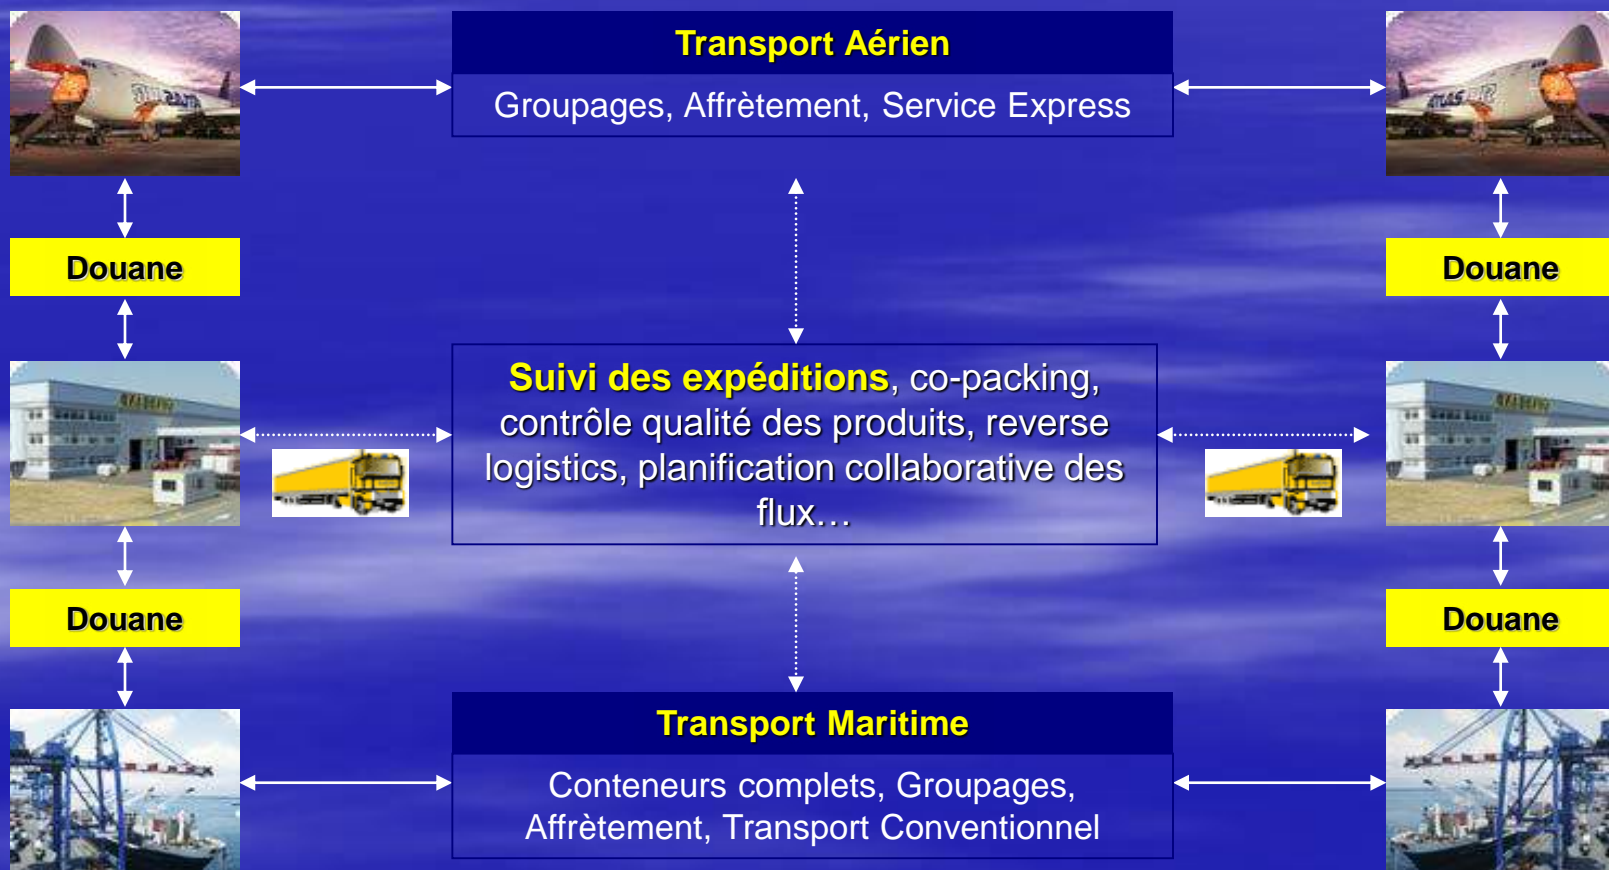 Transport Aérien
Groupages, Affrètement, Service Express
Douane
Douane
Suivi des expéditions, co-packing,
contrôle qualité des produits, reverse
logistics, planification collaborative des
flux…
Douane
Douane
Transport Maritime
Conteneurs complets, Groupages,
Affrètement, Transport Conventionnel